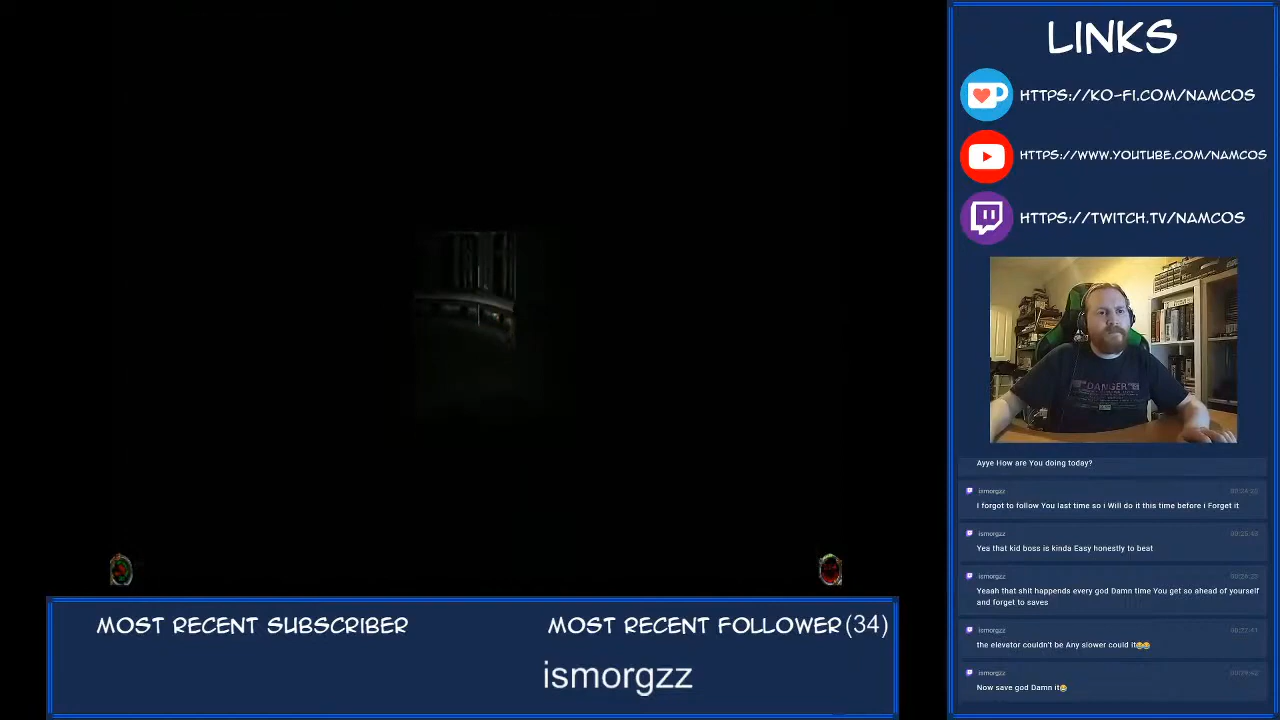 LINKS
HTTPS://KO-FI.COM/NAMCOS
HTTPS://WWW.YOUTUBE.COM/NAMCOS
HTTPS://TWITCH.TV/NAMCOS
DANGER
Ayye How are You doing today?
ismorgzz
I forgot to follow You last time so i Will do it this time before i Forget it
ismorgzz
Yea that kid boss is kinda Easy honestly to beat
ismorgzz
Yeeah that shit happends every god Damn time You get so ahead of yourself
and forget to saves
ismorgzz
the elevator couldn't be Any slower could it😂😂
ismorgzz
Now save god Damn it😂
MOST RECENT SUBSCRIBER
MOST RECENT FOLLOWER (34)
ismorgzz